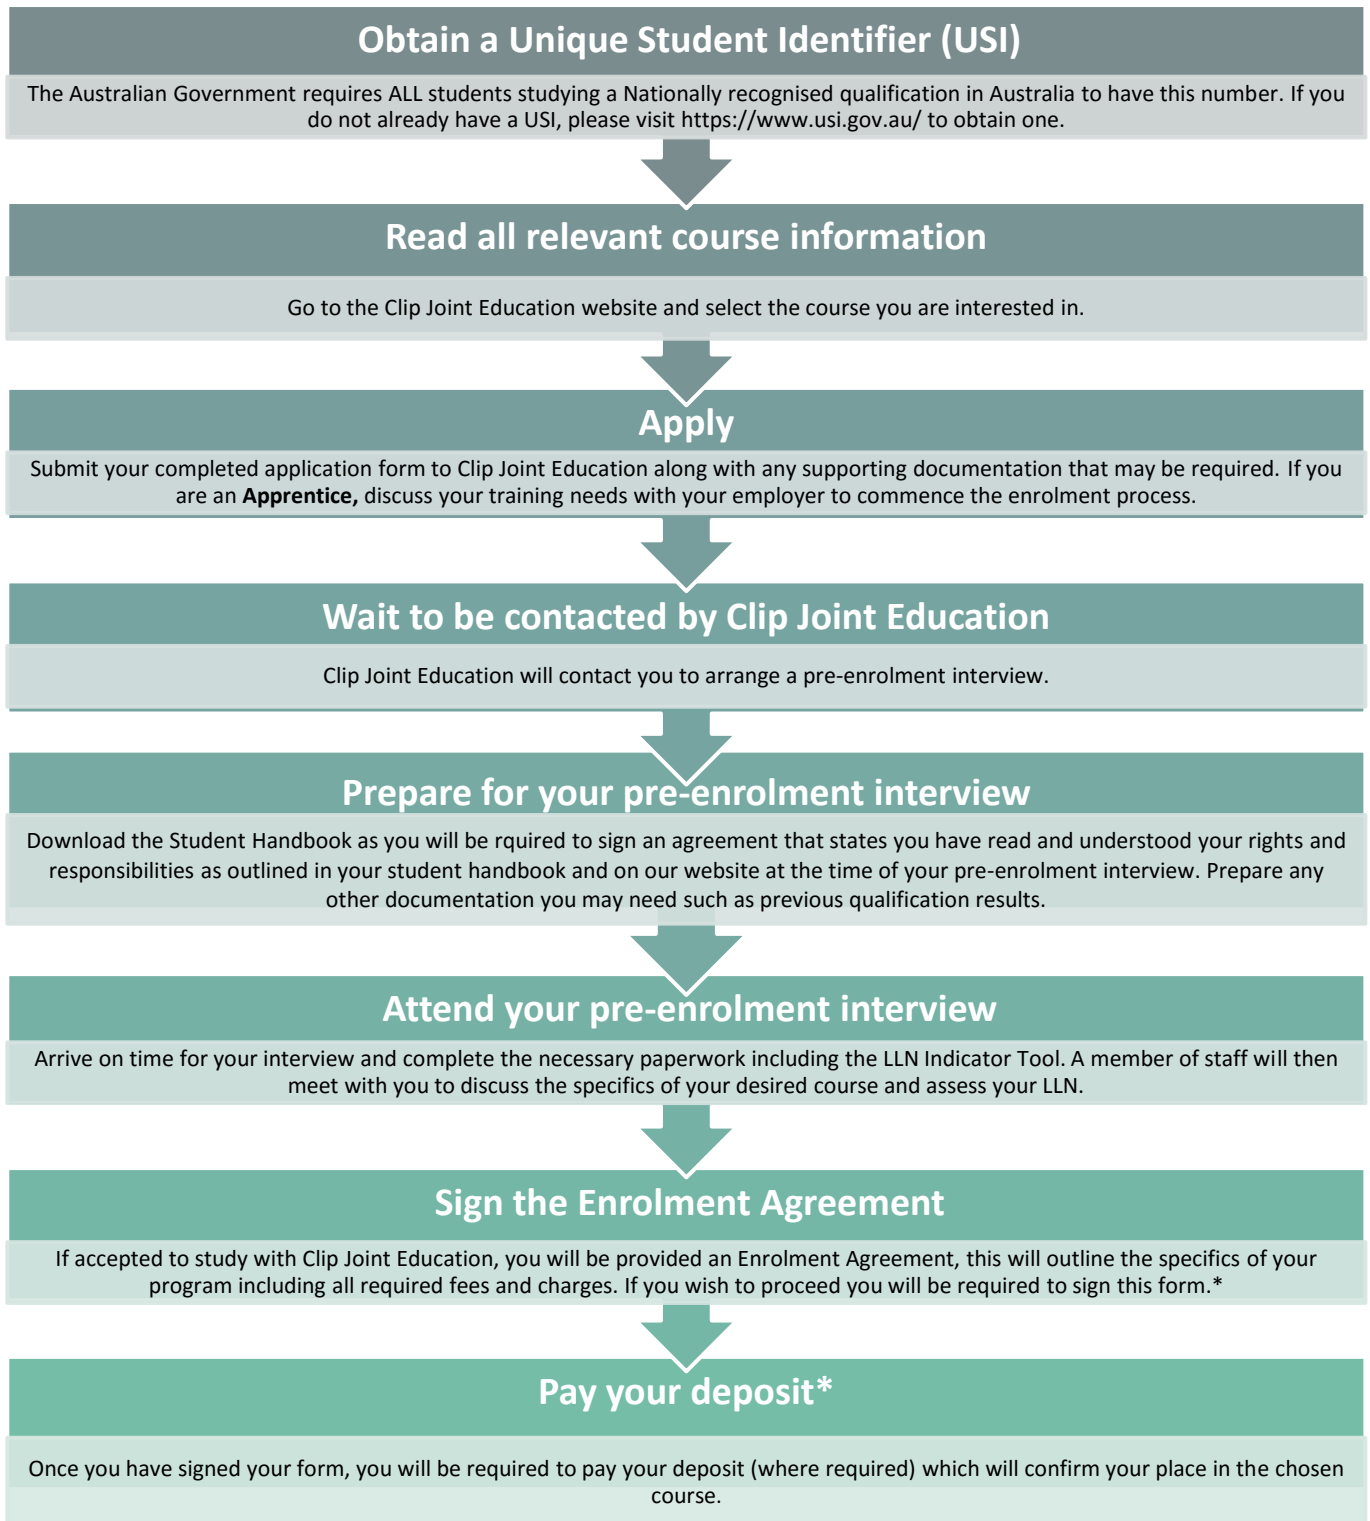 Obtain a Unique Student Identifier (USI)
The Australian Government requires ALL students studying a Nationally recognised qualification in Australia to have this number. If you
do not already have a USI, please visit https://www.usi.gov.au/ to obtain one.
Read all relevant course information
Go to the Clip Joint Education website and select the course you are interested in.
Apply
Submit your completed application form to Clip Joint Education along with any supporting documentation that may be required. If you
are an Apprentice, discuss your training needs with your employer to commence the enrolment process.
Wait to be contacted by Clip Joint Education
Clip Joint Education will contact you to arrange a pre-enrolment interview.
Prepare for your pre-enrolment interview
Download the Student Handbook as you will be rquired to sign an agreement that states you have read and understood your rights and
responsibilities as outlined in your student handbook and on our website at the time of your pre-enrolment interview. Prepare any
other documentation you may need such as previous qualification results.
Attend your pre-enrolment interview
Arrive on time for your interview and complete the necessary paperwork including the LLN Indicator Tool. A member of staff will then
meet with you to discuss the specifics of your desired course and assess your LLN.
Sign the Enrolment Agreement
If accepted to study with Clip Joint Education, you will be provided an Enrolment Agreement, this will outline the specifics of your
program including all required fees and charges. If you wish to proceed you will be required to sign this form.*
Pay your deposit*
Once you have signed your form, you will be required to pay your deposit (where required) which will confirm your place in the chosen
course.